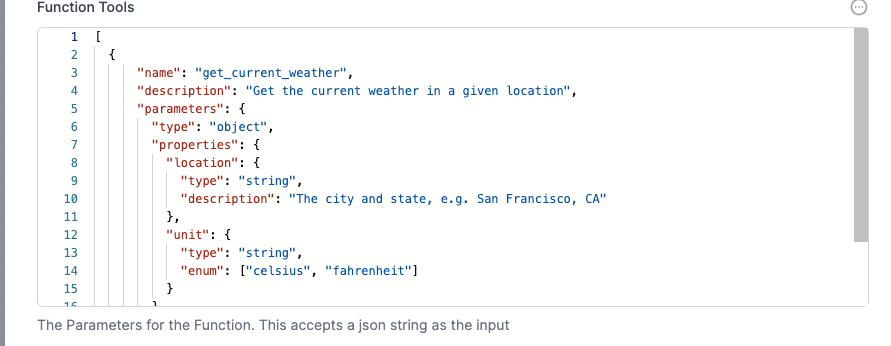 Function Tools
1 [
2 {
3 "name": "get_current_weather",
4 "description": "Get the current weather in a given location",
5 "parameters": {
6 "type": "object",
7 "properties": {
8 "location": {
9 "type": "string",
10 "description": "The city and state, e.g. San Francisco, CA"
11 },
12 "unit": {
13 "type": "string",
14 "enum": ["celsius", "fahrenheit"]
15 }
16 }
The Parameters for the Function. This accepts a json string as the input